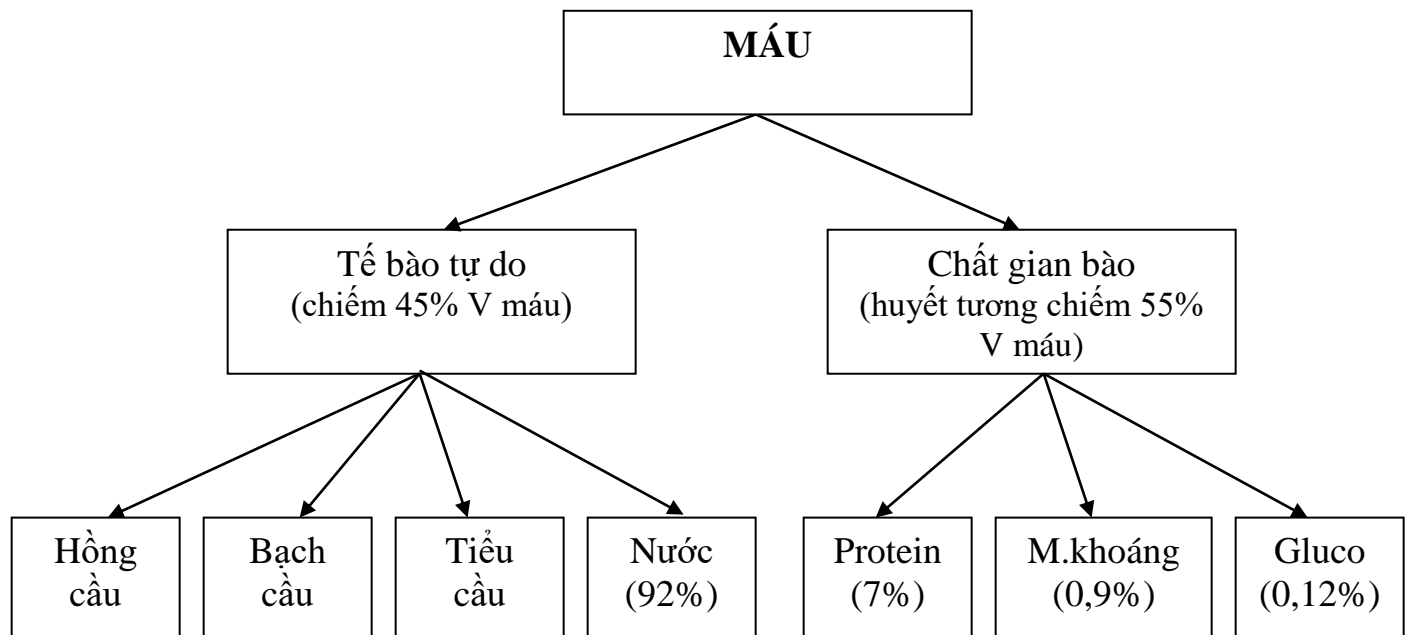 MÁU
Tế bào tự do
(chiếm 45% V máu)
Chất gian bào
(huyết tương chiếm 55%
V máu)
Hồng
cầu
Bạch
cầu
Tiểu
cầu
Nước
(92%)
Protein
(7%)
M.khoáng
(0,9%)
Gluco
(0,12%)